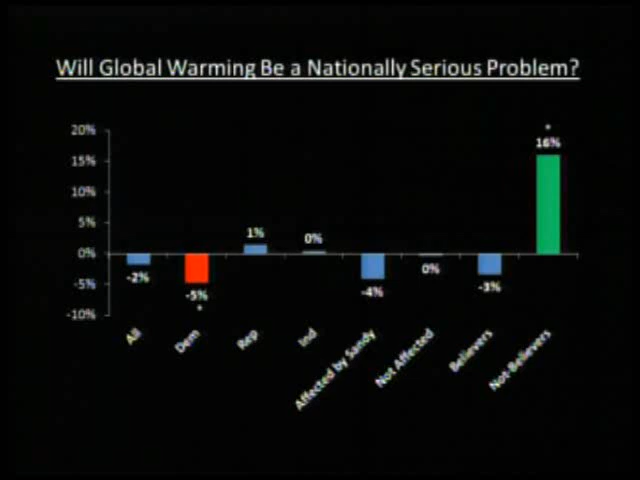 Will Global Warming Be a Nationally Serious Problem?
20%
15%
10%
5%
0%
-5%
-10%
-2%
-5%
*
1%
0%
-4%
0%
-3%
*
16%
All
Dem
Rep
Ind
Affected by Sandy
Not Affected
Believers
Not-Believers